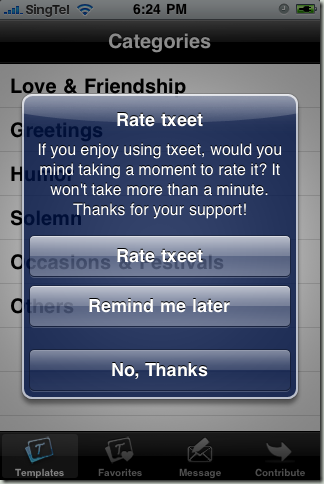 SingTel 6:24 PM
Categories
Love & Friendship
Greetings
Humor
Solemn
Occasions & Festivals
Others
Rate txeet
If you enjoy using txeet, would you
mind taking a moment to rate it? It
won't take more than a minute.
Thanks for your support!
Rate txeet
Remind me later
No, Thanks
Templates Favorites Message Contribute